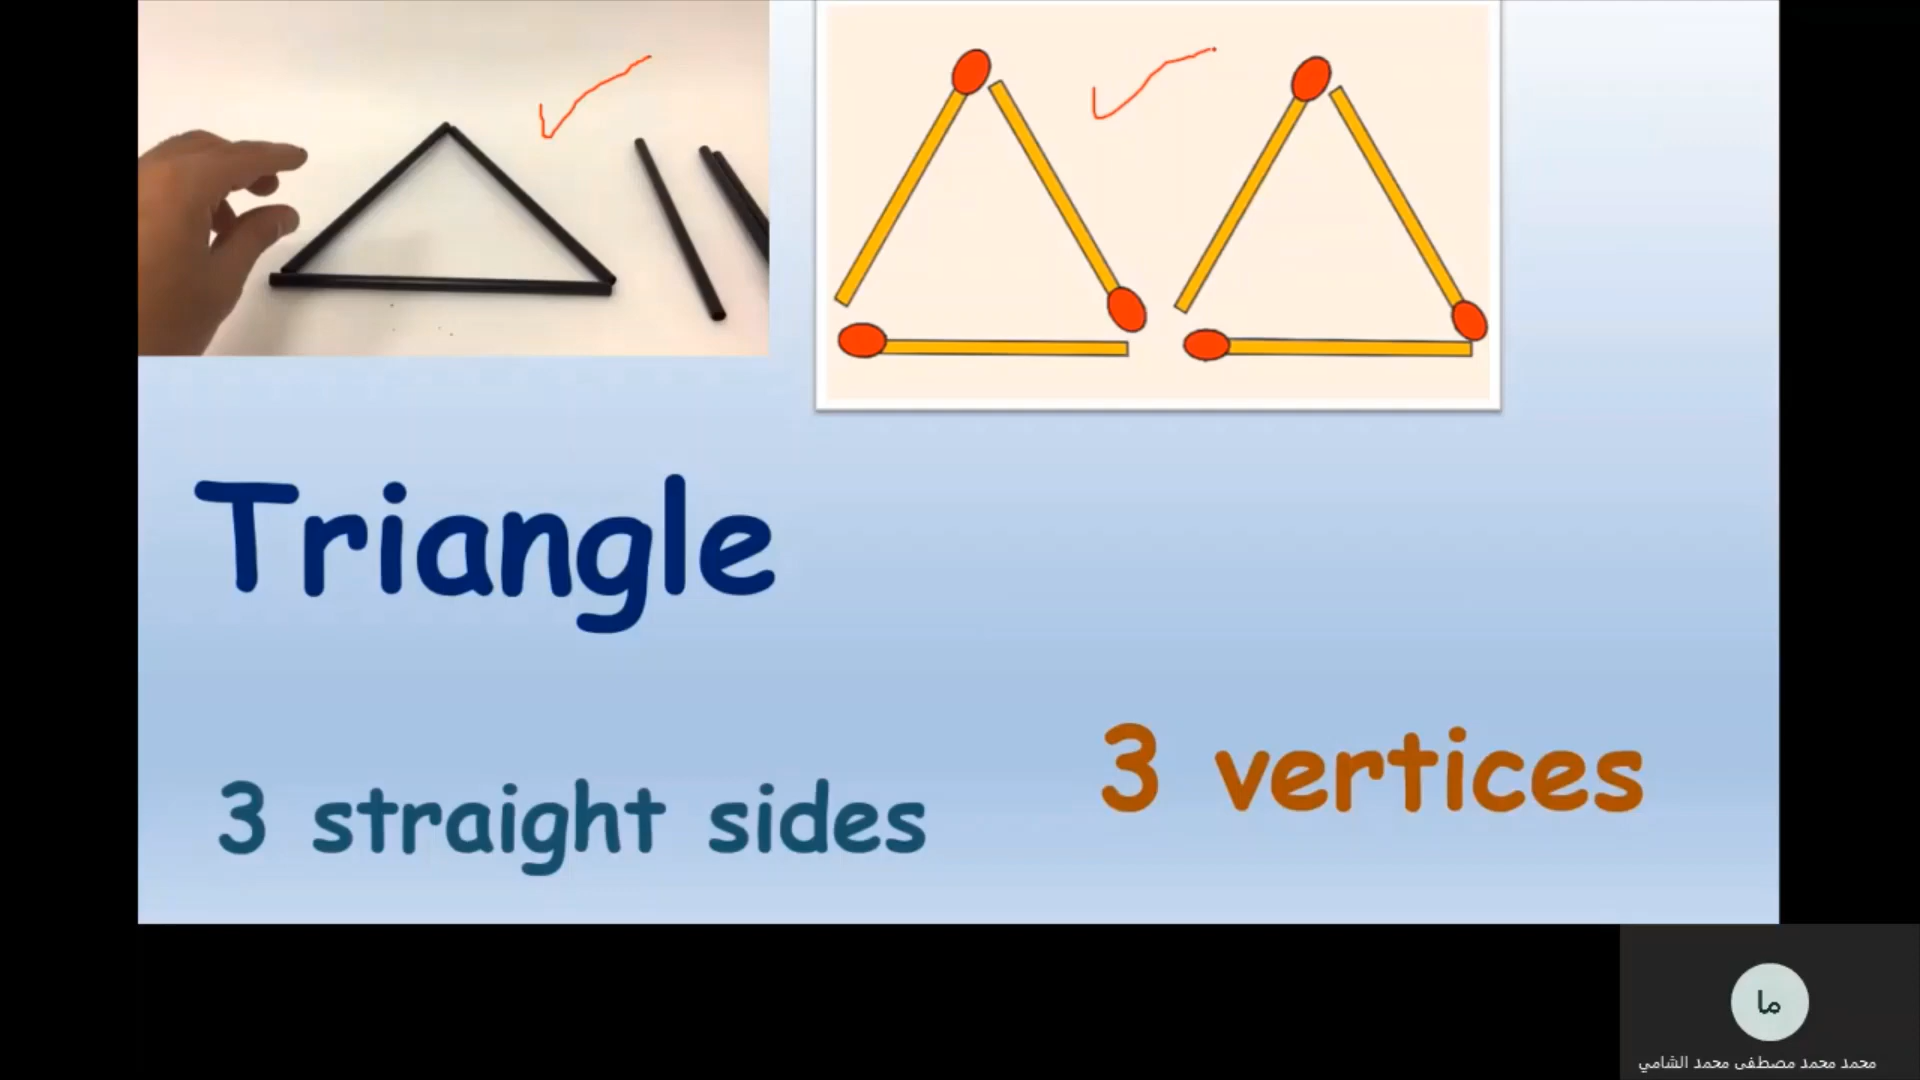 Triangle
3 straight sides
3 vertices
ما
محمد محمد مصطفى محمد الشامي